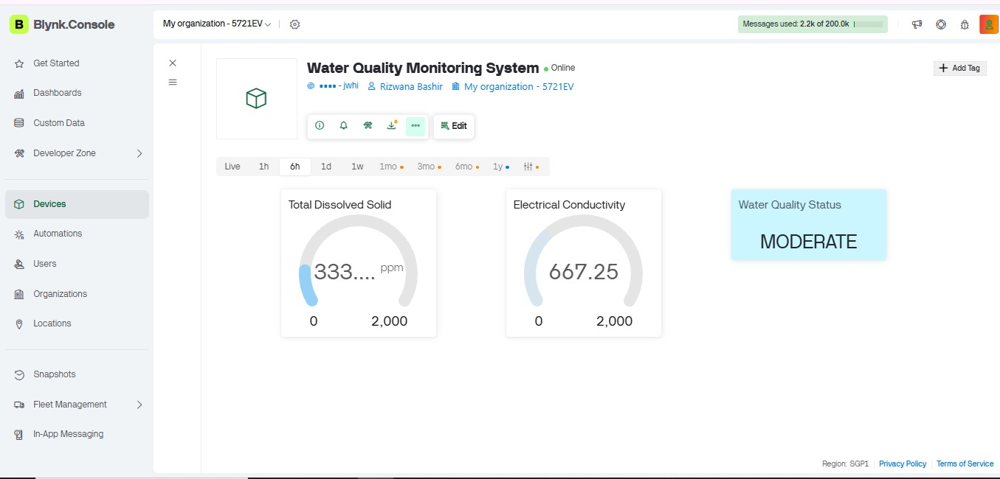 B Blynk.Console
My organization - 5721EV
Messages used: 2.2k of 200.0k
Get Started
Dashboards
Custom Data
Developer Zone
Devices
Automations
Users
Organizations
Locations
Snapshots
Fleet Management
In-App Messaging
Water Quality Monitoring System Online
•••• - jwhi Rizwana Bashir My organization - 5721EV
Add Tag
Edit
Live 1h 6h 1d 1w 1mo 3mo 6mo 1y
Total Dissolved Solid
333.... ppm
0 2,000
Electrical Conductivity
667.25
0 2,000
Water Quality Status
MODERATE
Region: SGP1 Privacy Policy Terms of Service